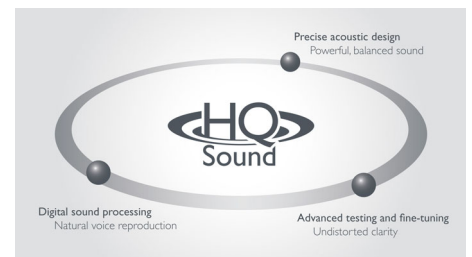 Precise acoustic design
Powerful, balanced sound
HQ
Sound
Digital sound processing
Natural voice reproduction
Advanced testing and fine-tuning
Undistorted clarity